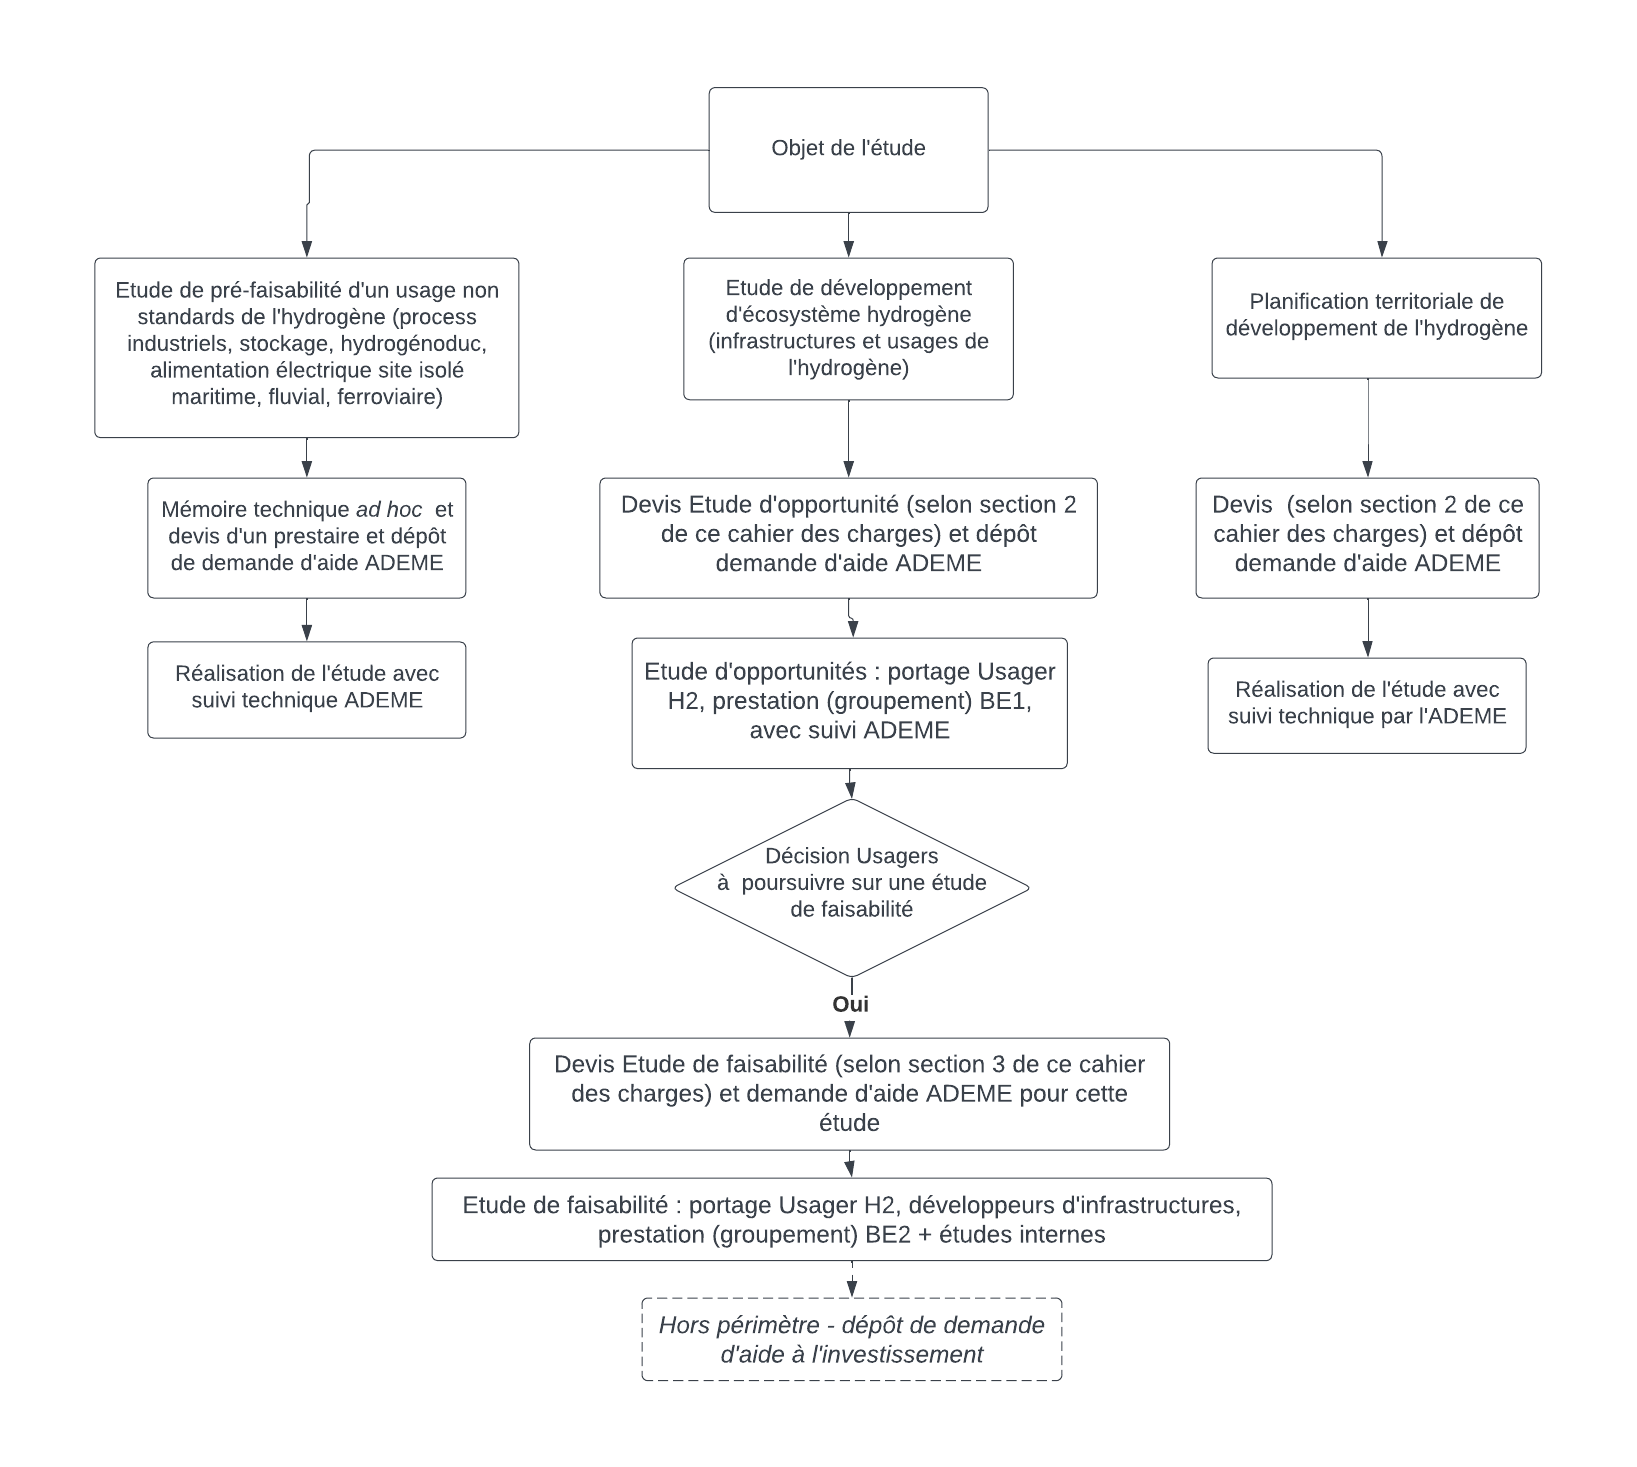 Objet de l'étude
Etude de pré-faisabilité d'un usage non
standards de l'hydrogène (process
industriels, stockage, hydrogénoduc,
alimentation électrique site isolé
maritime, fluvial, ferroviaire)
Etude de développement
d'écosystème hydrogène
(infrastructures et usages de
l'hydrogène)
Planification territoriale de
développement de l'hydrogène
Mémoire technique ad hoc  et
devis d'un prestaire et dépôt
de demande d'aide ADEME
Devis Etude d'opportunité (selon section 2
de ce cahier des charges) et dépôt
demande d'aide ADEME
Devis  (selon section 2 de ce
cahier des charges) et dépôt
demande d'aide ADEME
Réalisation de l'étude avec
suivi technique ADEME
Etude d'opportunités : portage Usager
H2, prestation (groupement) BE1,
avec suivi ADEME
Réalisation de l'étude avec
suivi technique par l'ADEME
Décision Usagers
à  poursuivre sur une étude
de faisabilité
Oui
Devis Etude de faisabilité (selon section 3 de ce cahier
des charges) et demande d'aide ADEME pour cette
étude
Etude de faisabilité : portage Usager H2, développeurs d'infrastructures,
prestation (groupement) BE2 + études internes
Hors périmètre - dépôt de demande
d'aide à l'investissement